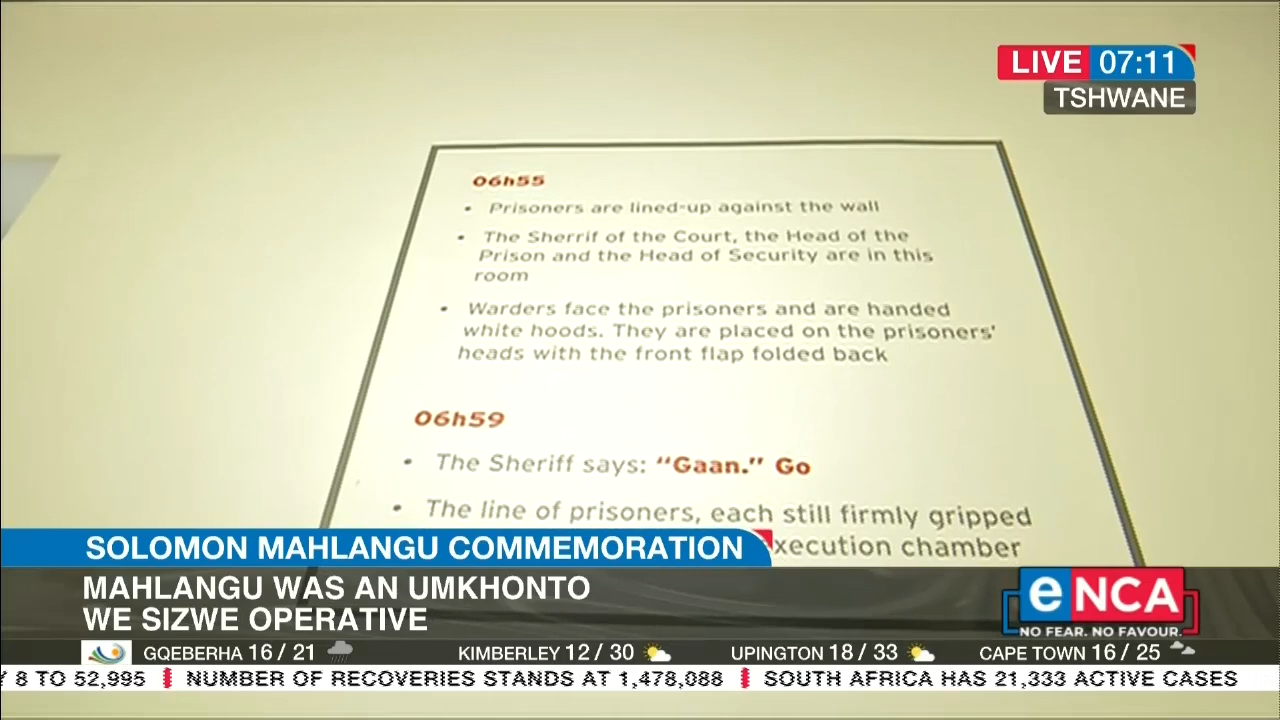 LIVE 07:11
TSHWANE
06h55
• Prisoners are lined-up against the wall
• The Sherrif of the Court, the Head of the
Prison and the Head of Security are in this
room
• Warders face the prisoners and are handed
white hoods. They are placed on the prisoners'
heads with the front flap folded back
06h59
• The Sheriff says: “Gaan.” Go
• The line of prisoners, each still firmly gripped
xecution chamber
SOLOMON MAHLANGU COMMEMORATION
MAHLANGU WAS AN UMKHONTO
WE SIZWE OPERATIVE
eNCA
NO FEAR. NO FAVOUR.
GQEBERHA 16 / 21 KIMBERLEY 12 / 30 UPINGTON 18 / 33 CAPE TOWN 16 / 25
Y 8 TO 52,995 NUMBER OF RECOVERIES STANDS AT 1,478,088 SOUTH AFRICA HAS 21,333 ACTIVE CASES